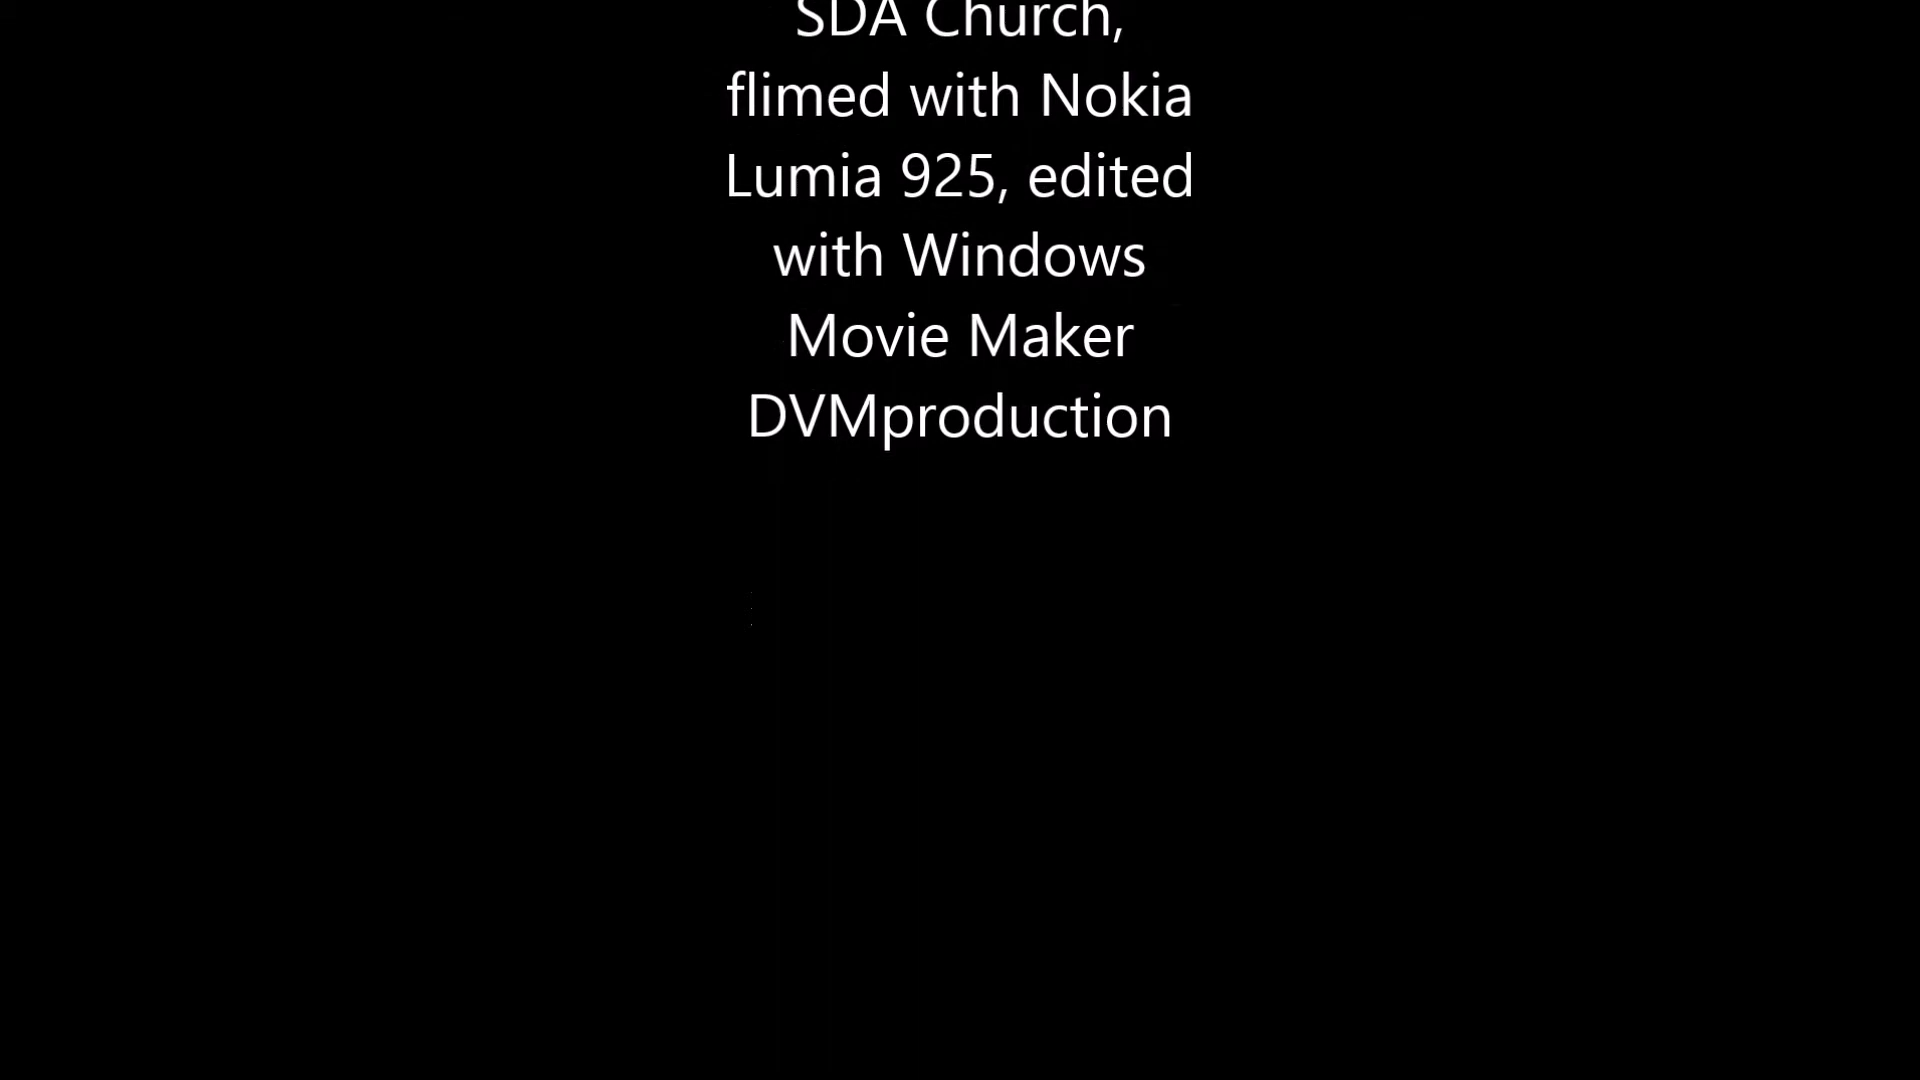 SDA Church,
flimed with Nokia
Lumia 925, edited
with Windows
Movie Maker
DVMproduction